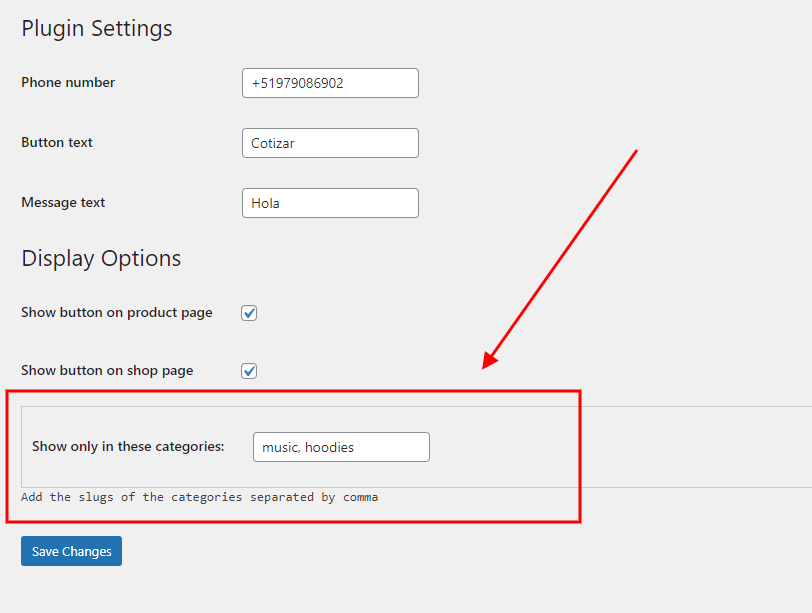 Plugin Settings
Phone number +51979086902
Button text Cotizar
Message text Hola
Display Options
Show button on product page
Show button on shop page
Show only in these categories: music, hoodies
Add the slugs of the categories separated by comma
Save Changes